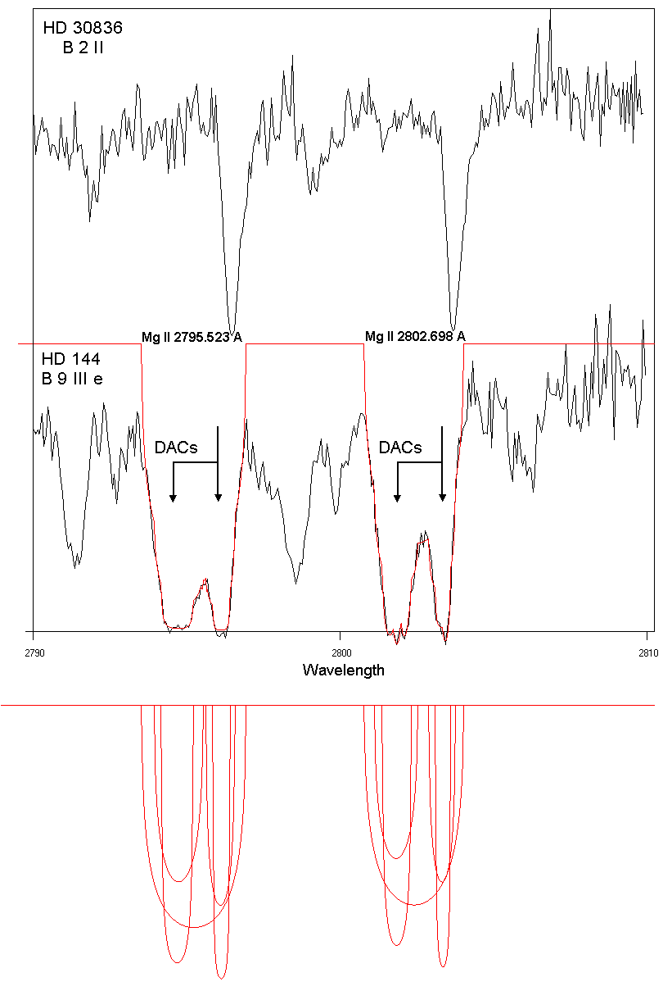 HD 30836
B 2 II
Mg II 2795.523 A
Mg II 2802.698 A
HD 144
B 9 III e
DACs
DACs
2790
2800
2810
Wavelength